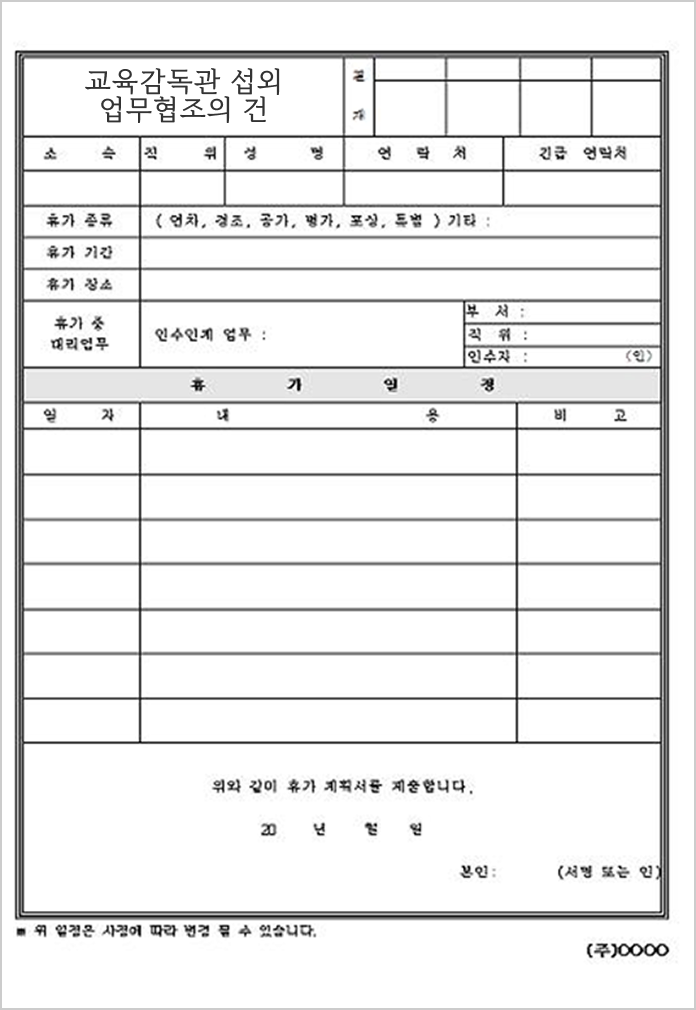 교육감독관 섭외
업무협조의 건
결
재
소 속 직 위 성 명 연 락 처 긴급 연락처
휴가 종류 ( 연차, 경조, 공가, 병가, 포상, 특별 ) 기타 :
휴가 기간
휴가 장소
휴가 중
대리업무
인수인계 업무 :
부 서 :
직 위 :
인수자 : (인)
휴 가 일 정
일 자 내 용 비 고
위와 같이 휴가 계획서를 제출합니다.
20 년 월 일
본인: (서명 또는 인)
■ 위 일정은 사정에 따라 변경 될 수 있습니다.
(주)OOOO